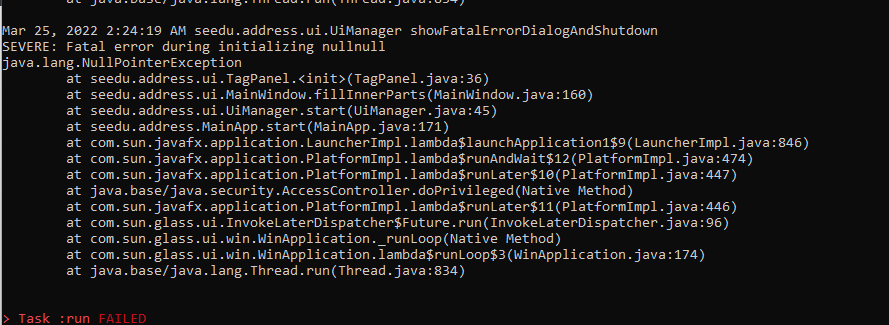 at java.base/java.lang.Thread.run(Thread.java:834)
Mar 25, 2022 2:24:19 AM seedu.address.ui.UiManager showFatalErrorDialogAndShutdown
SEVERE: Fatal error during initializing nullnull
java.lang.NullPointerException
at seedu.address.ui.TagPanel.<init>(TagPanel.java:36)
at seedu.address.ui.MainWindow.fillInnerParts(MainWindow.java:160)
at seedu.address.ui.UiManager.start(UiManager.java:45)
at seedu.address.MainApp.start(MainApp.java:171)
at com.sun.javafx.application.LauncherImpl.lambda$launchApplication1$9(LauncherImpl.java:846)
at com.sun.javafx.application.PlatformImpl.lambda$runAndWait$12(PlatformImpl.java:474)
at com.sun.javafx.application.PlatformImpl.lambda$runLater$10(PlatformImpl.java:447)
at java.base/java.security.AccessController.doPrivileged(Native Method)
at com.sun.javafx.application.PlatformImpl.lambda$runLater$11(PlatformImpl.java:446)
at com.sun.glass.ui.InvokeLaterDispatcher$Future.run(InvokeLaterDispatcher.java:96)
at com.sun.glass.ui.win.WinApplication._runLoop(Native Method)
at com.sun.glass.ui.win.WinApplication.lambda$runLoop$3(WinApplication.java:174)
at java.base/java.lang.Thread.run(Thread.java:834)
> Task :run FAILED